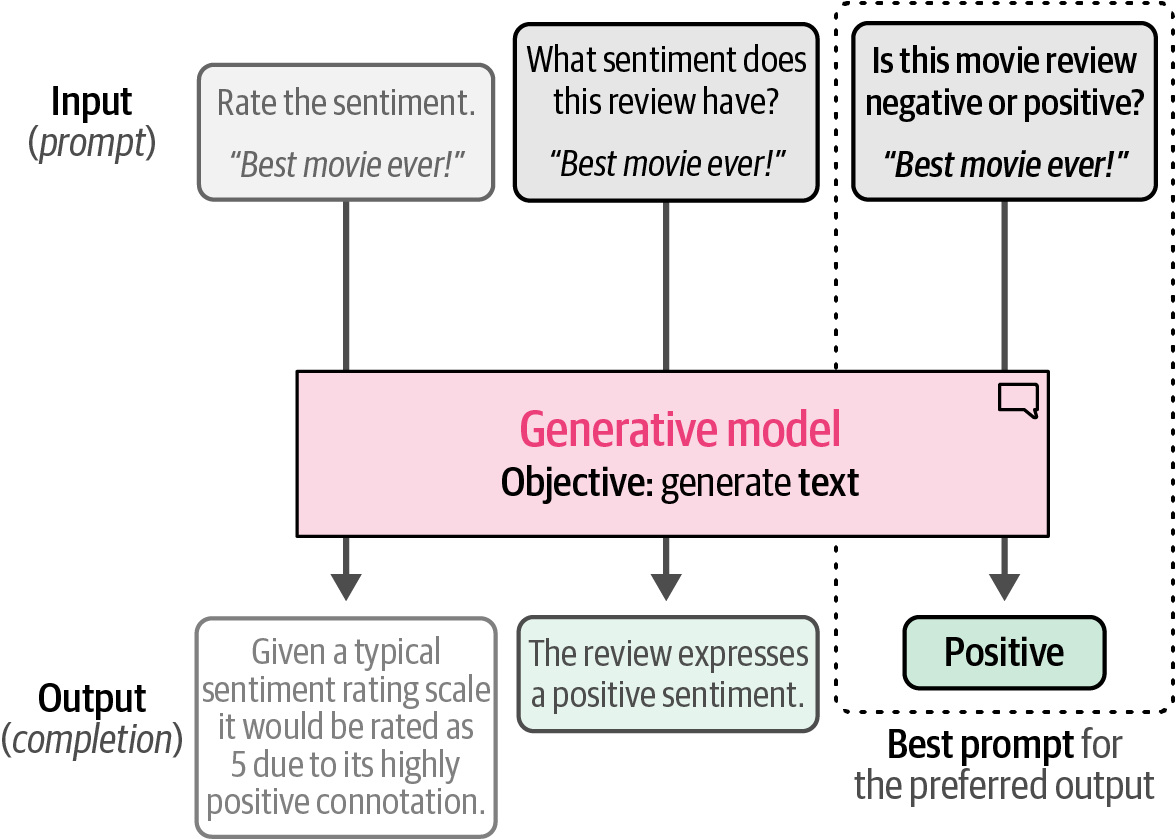 Input
(prompt)
Rate the sentiment.
“Best movie ever!”
What sentiment does
this review have?
“Best movie ever!”
Is this movie review
negative or positive?
“Best movie ever!”
Generative model
Objective: generate text
Output
(completion)
Given a typical
sentiment rating scale
it would be rated as
5 due to its highly
positive connotation.
The review expresses
a positive sentiment.
Positive
Best prompt for
the preferred output